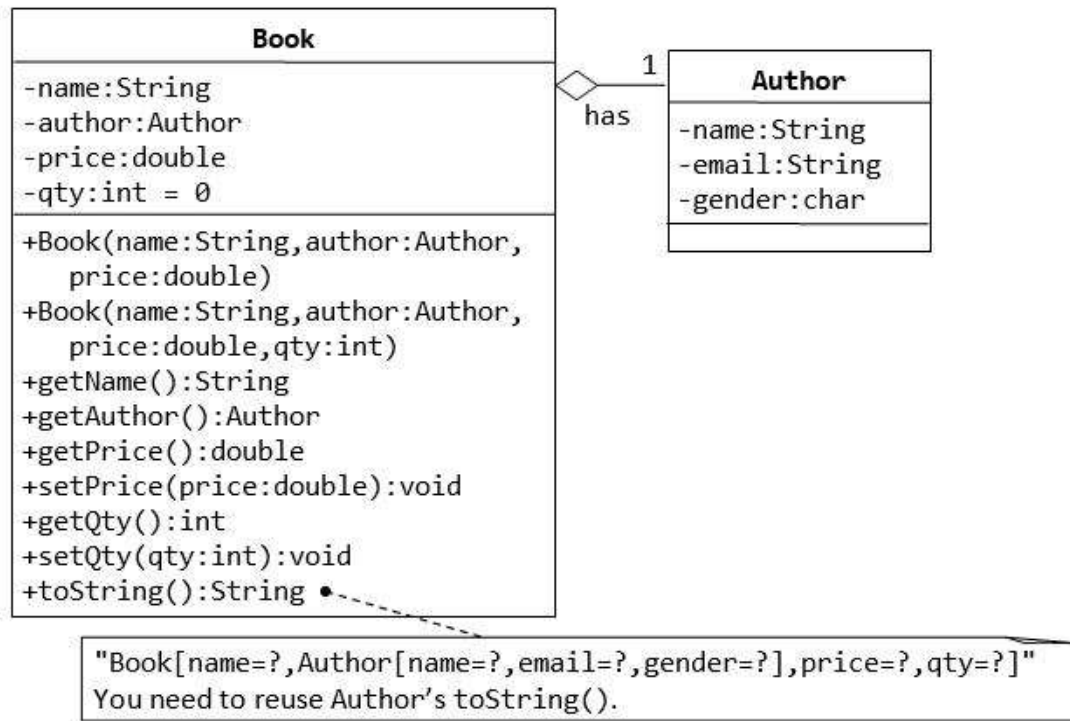 Book
-name:String
-author:Author
-price:double
-qty:int = 0
+Book(name:String,author:Author,
price:double)
+Book(name:String,author:Author,
price:double,qty:int)
+getName():String
+getAuthor():Author
+getPrice():double
+setPrice(price:double):void
+getQty():int
+setQty(qty:int):void
+toString():String
1
has
Author
-name:String
-email:String
-gender:char
"Book[name=?,Author[name=?,email=?,gender=?],price=?,qty=?]"
You need to reuse Author's toString().